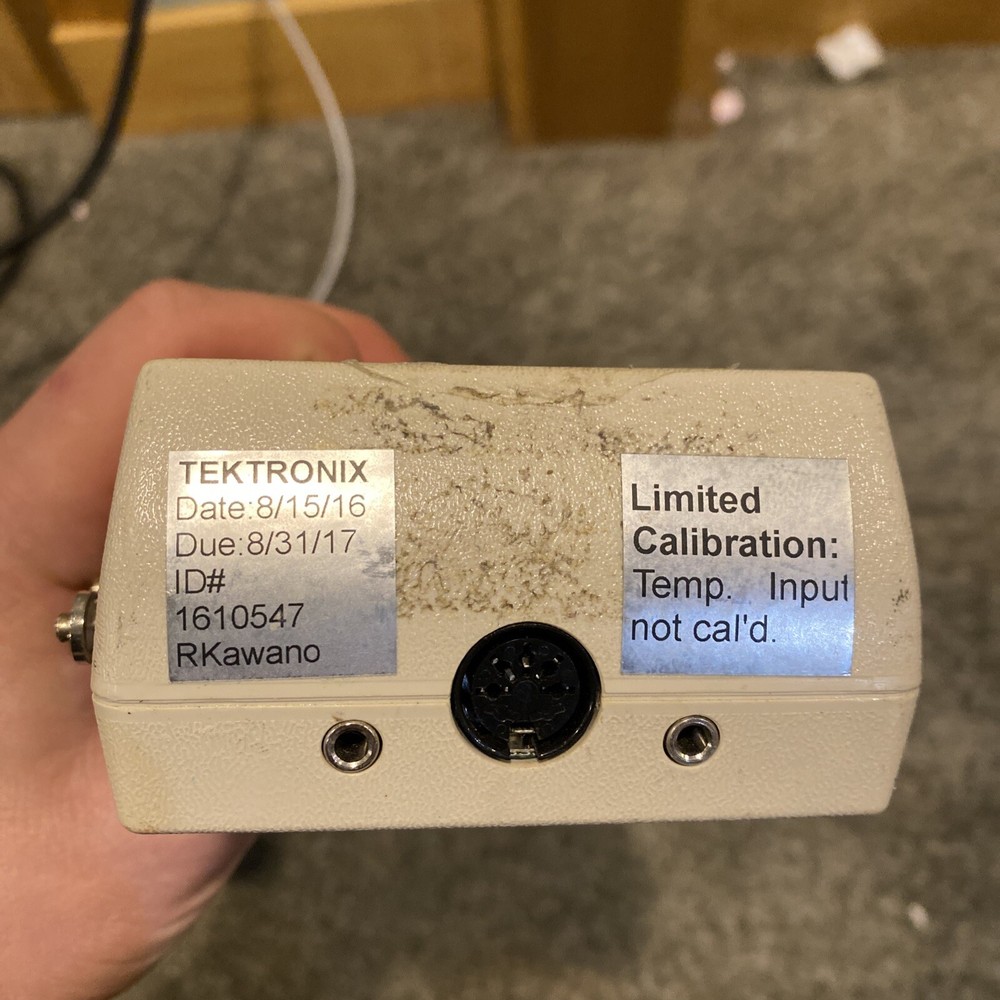 TEKTRONIX
Date:8/15/16
Due:8/31/17
ID#
1610547
RKawano
Limited
Calibration:
Temp. Input
not cal'd.